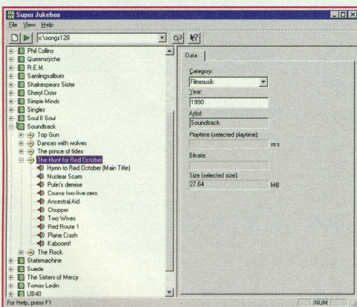 Super Jukebox
File View Help
c:\songs128
Phil Collins
Queensrÿche
R.E.M.
Samlingsalbum
Shakespears Sister
Sheryl Crow
Simple Minds
Singles
Soul II Soul
Soundtrack
Top Gun
Dances with wolves
The prince of tides
The Hunt for Red October
Hymn to Red October (Main Title)
Nuclear Scam
Putin's demise
Course two-five-zero
Ancestral Aid
Chopper
Two Wives
Red Route 1
Plane Crash
Kaboom!
The Rock
Statemachine
Suede
The Sisters of Mercy
Tomas Ledin
UB40
Data
Category:
Filmmusik
Year:
1990
Artist:
Soundtrack
Playtime (selected playtime):
Bitrate:
Size (selected size)
27.64 MB
For Help, press F1
NUM